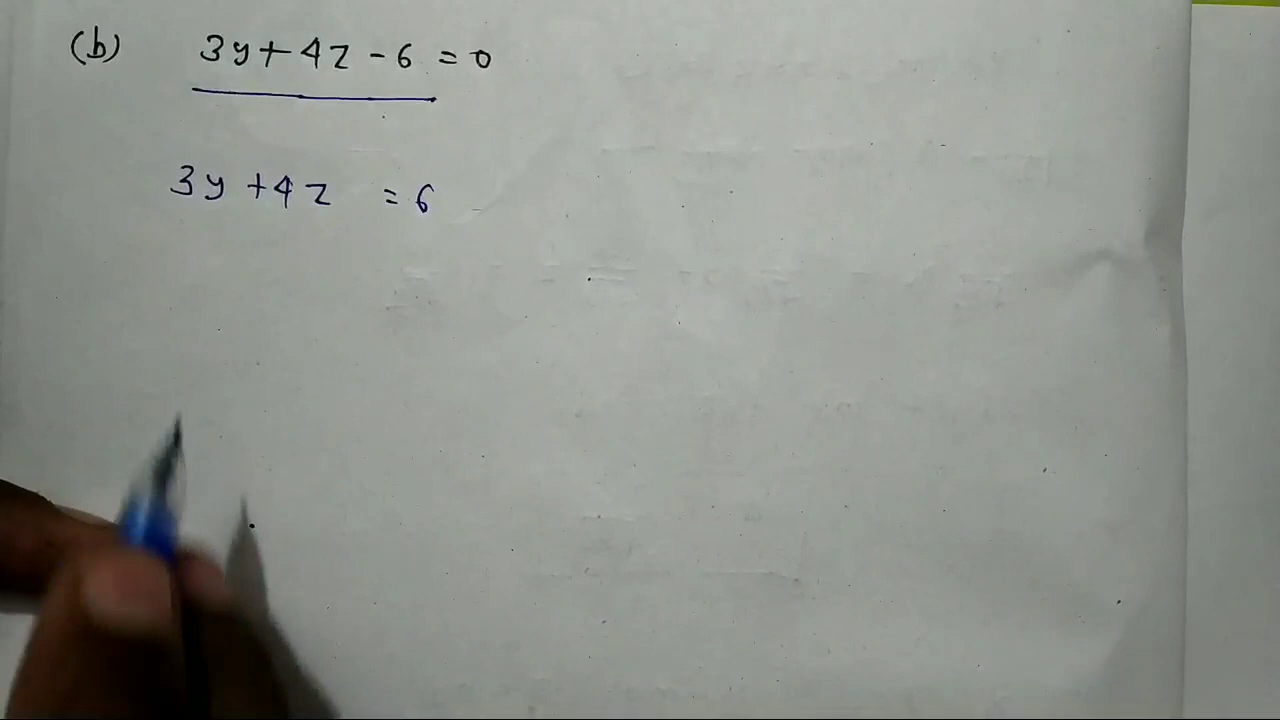 (b) 3y + 4z - 6 = 0
3y + 4z = 6